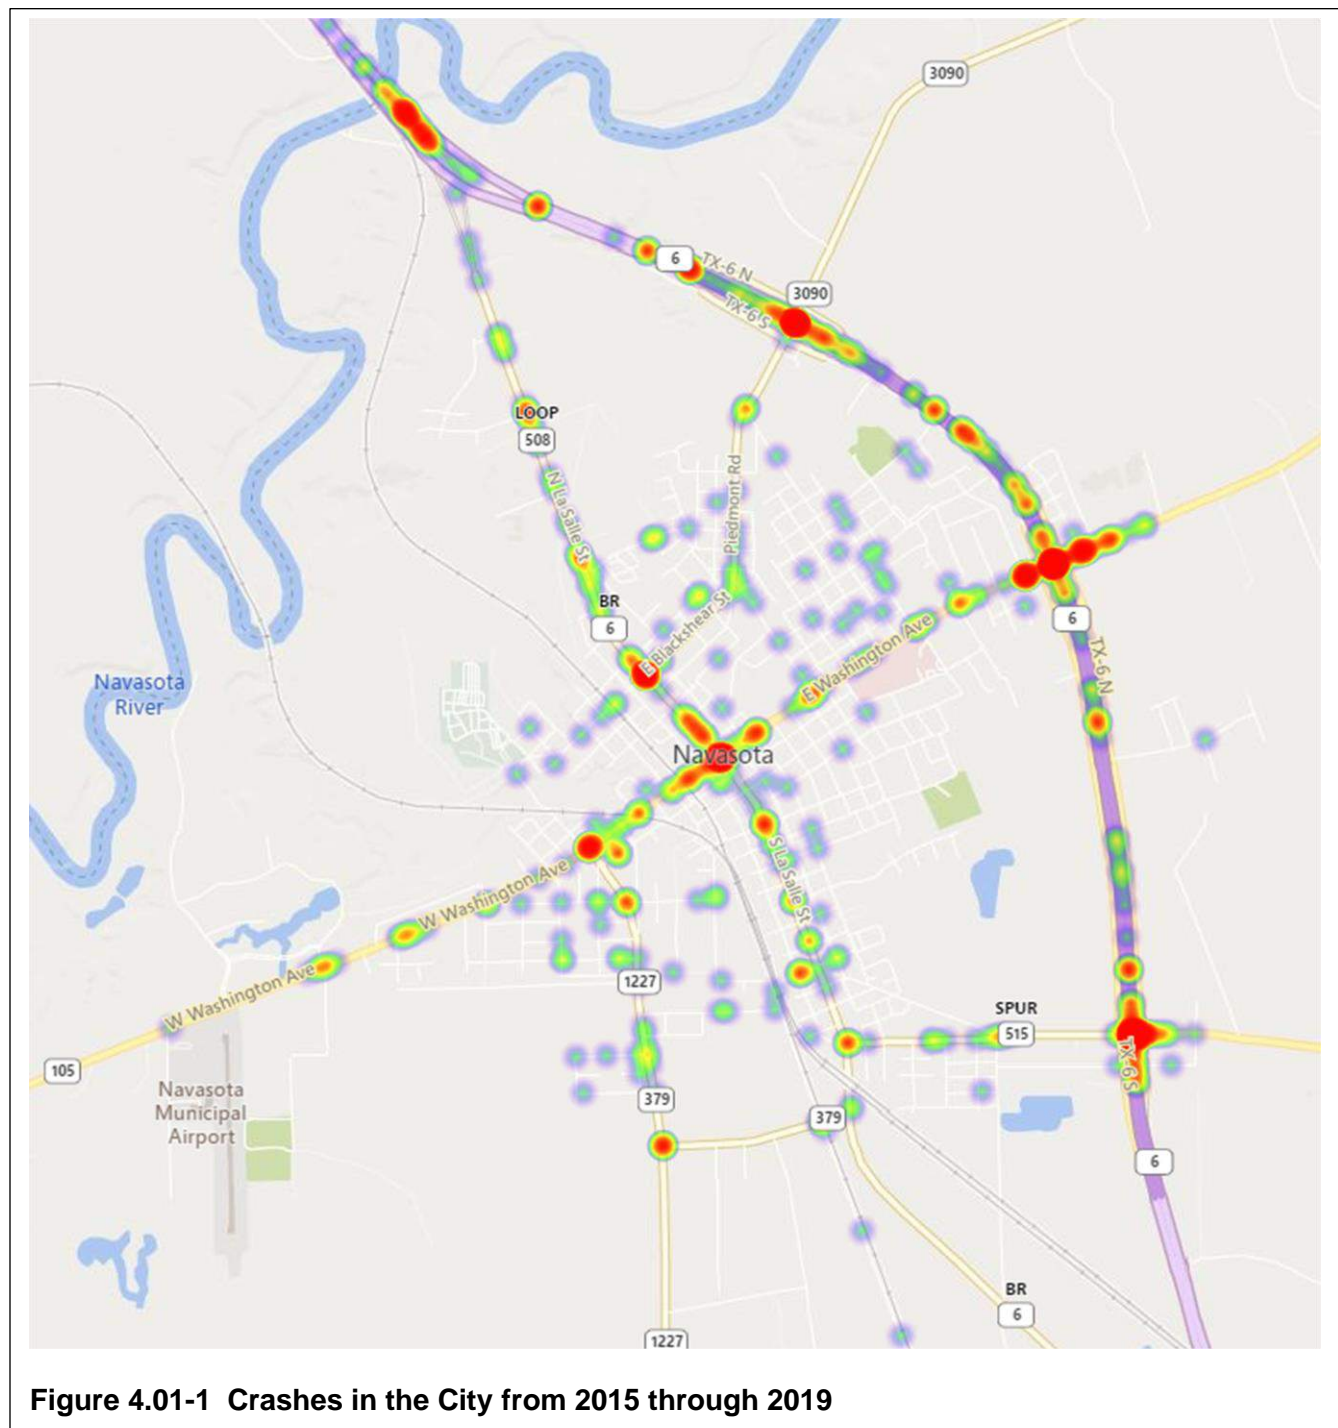 3090
6
TX-6 N
3090
TX-6 S
LOOP
508
N La Salle St
Piedmont Rd
BR
6
E Blackshear St
E Washington Ave
6
TX-6 N
Navasota
River
Navasota
S La Salle St
W Washington Ave
W Washington Ave
1227
SPUR
515
TX-6 S
105
Navasota
Municipal
Airport
379
379
6
BR
6
1227
Figure 4.01-1 Crashes in the City from 2015 through 2019